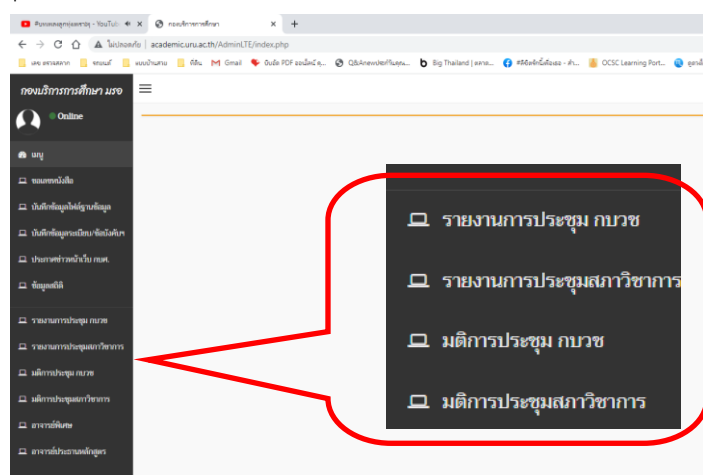 กองบริการการศึกษา
ไม่ปลอดภัย | academic.uru.ac.th/AdminLTE/index.php
Gmail
Big Thailand |
OCSC Learning Port...
กองบริการการศึกษา มรอ
Online
เมนู
ขอเลขหนังสือ
บันทึกข้อมูลไฟล์ฐานข้อมูล
บันทึกข้อมูลระเบียบ/ข้อบังคับฯ
ประกาศข่าวหน้าเว็บ กบศ.
ข้อมูลสถิติ
รายงานการประชุม กบวช
รายงานการประชุมสภาวิชาการ
มติการประชุม กบวช
มติการประชุมสภาวิชาการ
อาจารย์พิเศษ
อาจารย์ประธานหลักสูตร
รายงานการประชุม กบวช
รายงานการประชุมสภาวิชาการ
มติการประชุม กบวช
มติการประชุมสภาวิชาการ